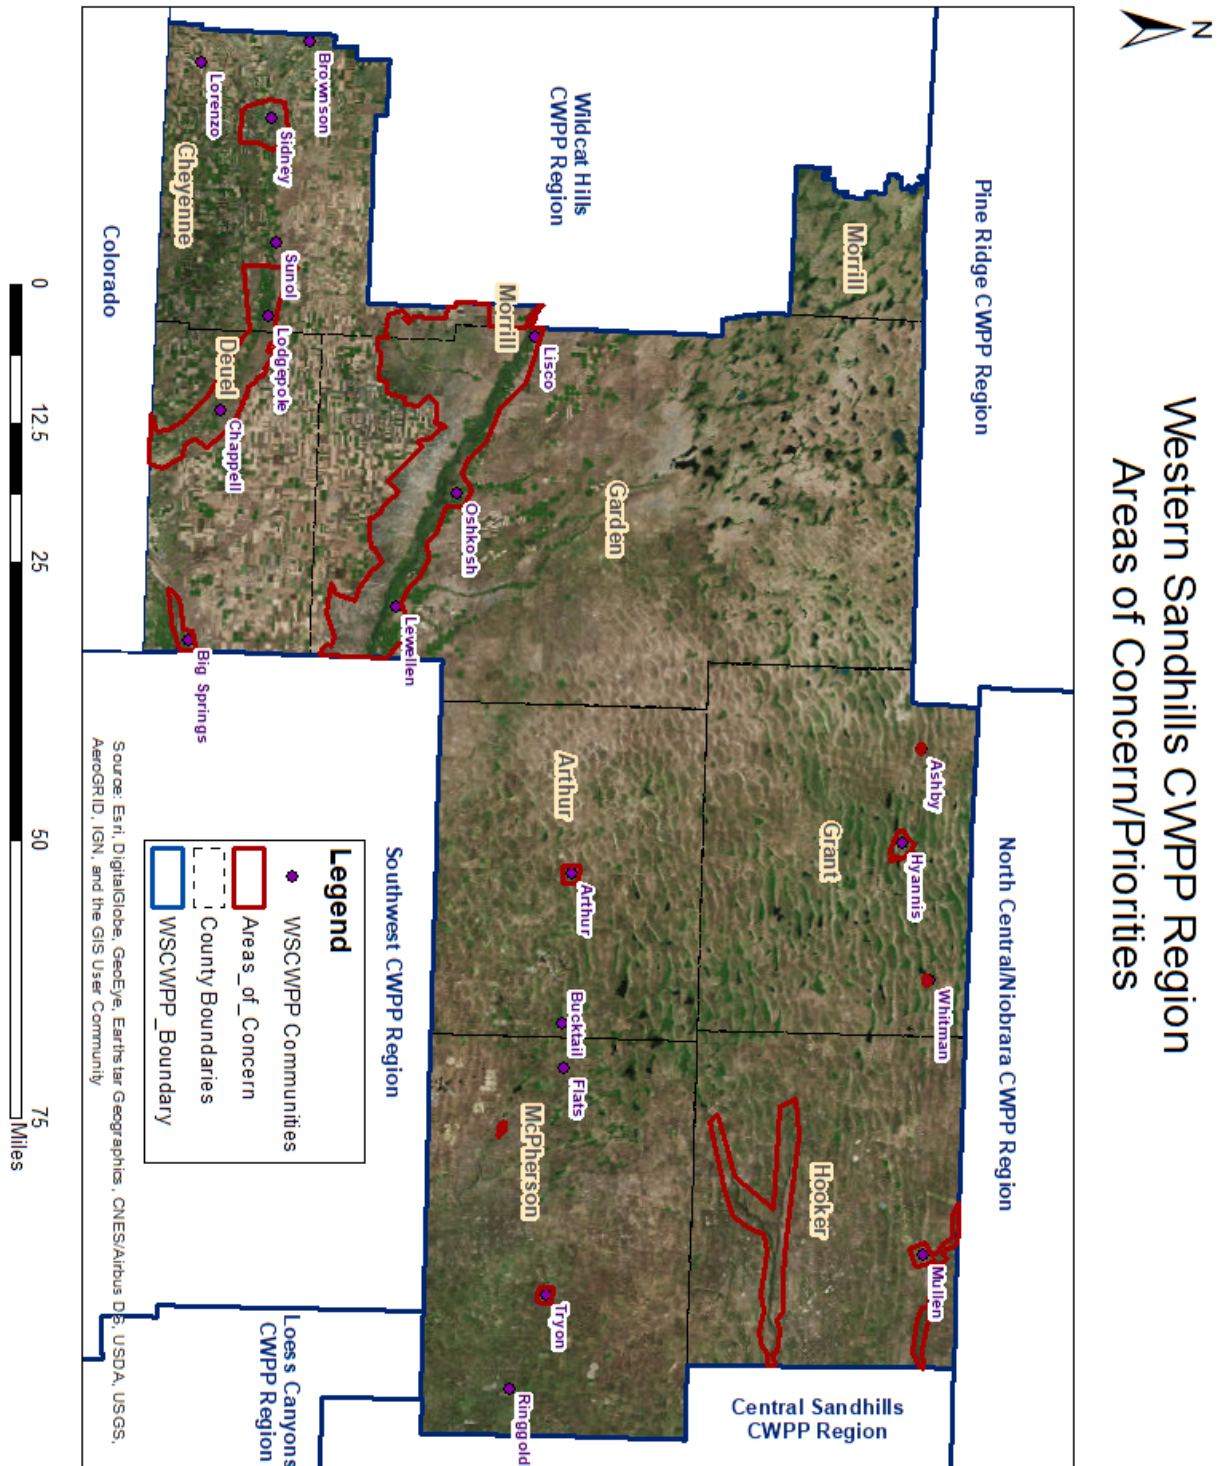 Western Sandhills CWPP Region
Areas of Concern/Priorities
N
Pine Ridge CWPP Region
North Central/Niobrara CWPP Region
Wildcat Hills
CWPP Region
Central Sandhills
CWPP Region
Southwest CWPP Region
Loess Canyons
CWPP Region
Colorado
Morrill
Garden
Grant
Hooker
Morrill
Arthur
McPherson
Cheyenne
Deuel
Ashby
Hyannis
Whitman
Mullen
Arthur
Bucktail
Flats
Tryon
Ringgold
Lisco
Oshkosh
Lewellen
Brownson
Sidney
Lorenzo
Sunol
Lodgepole
Chappell
Big Springs
Legend
WSCWPP Communities
Areas_of_Concern
County Boundaries
WSCWPP_Boundary
Source: Esri, DigitalGlobe, GeoEye, Earthstar Geographics, CNES/Airbus DS, USDA, USGS,
AeroGRID, IGN, and the GIS User Community
0 12.5 25 50 75
Miles